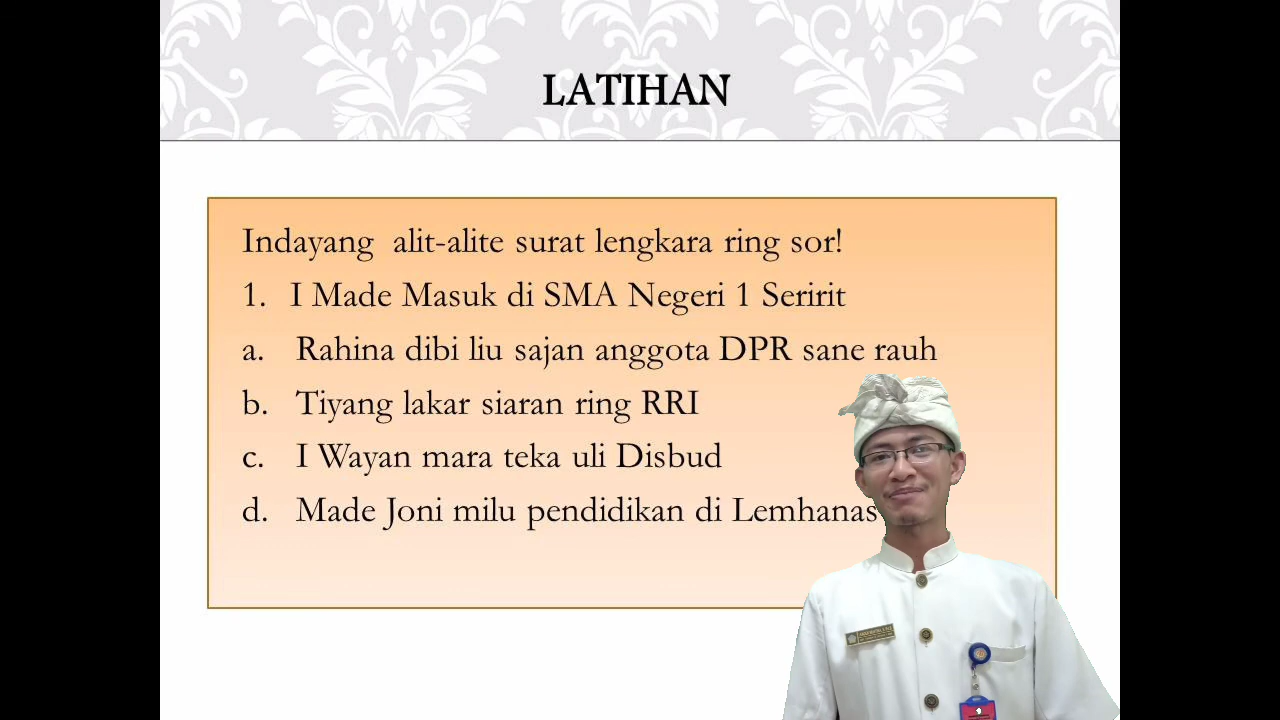 LATIHAN
Indayang alit-alite surat lengkara ring sor!
1. I Made Masuk di SMA Negeri 1 Seririt
a. Rahina dibi liu sajan anggota DPR sane rauh
b. Tiyang lakar siaran ring RRI
c. I Wayan mara teka uli Disbud
d. Made Joni milu pendidikan di Lemhanas